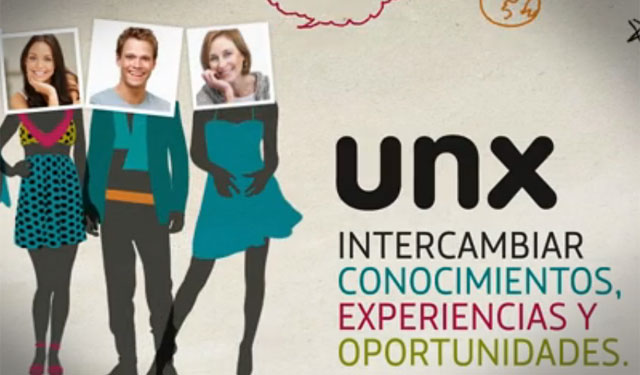 unx
INTERCAMBIAR
CONOCIMIENTOS,
EXPERIENCIAS Y
OPORTUNIDADES.